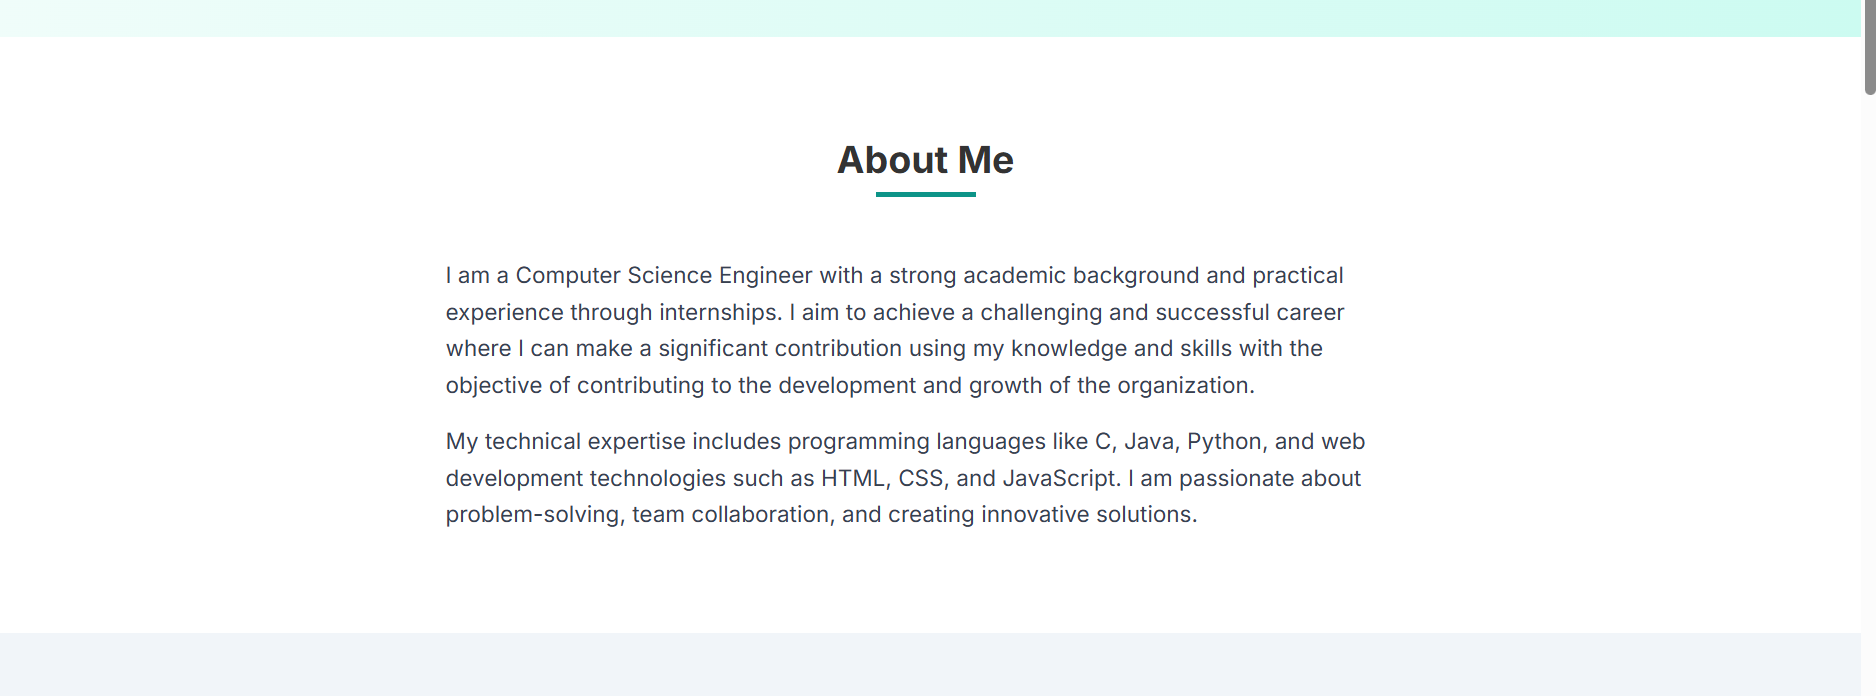 About Me
I am a Computer Science Engineer with a strong academic background and practical
experience through internships. I aim to achieve a challenging and successful career
where I can make a significant contribution using my knowledge and skills with the
objective of contributing to the development and growth of the organization.
My technical expertise includes programming languages like C, Java, Python, and web
development technologies such as HTML, CSS, and JavaScript. I am passionate about
problem-solving, team collaboration, and creating innovative solutions.